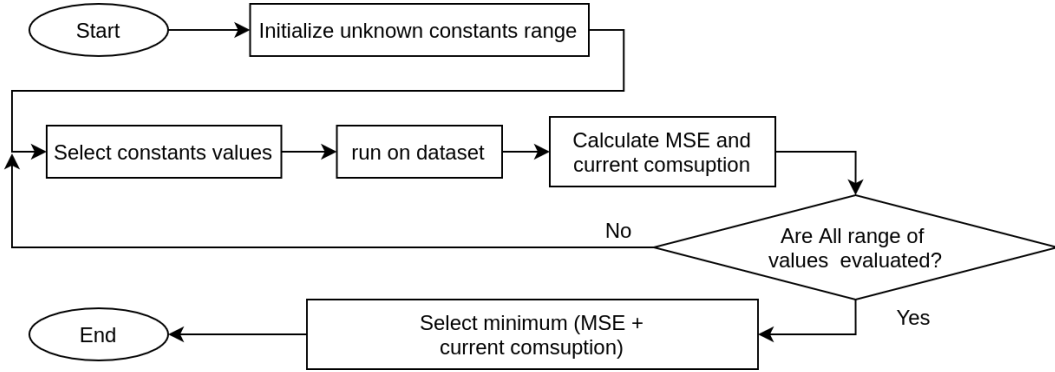 Start
Initialize unknown constants range
Select constants values
run on dataset
Calculate MSE and
current comsuption
Are All range of
values evaluated?
No
Yes
Select minimum (MSE +
current comsuption)
End